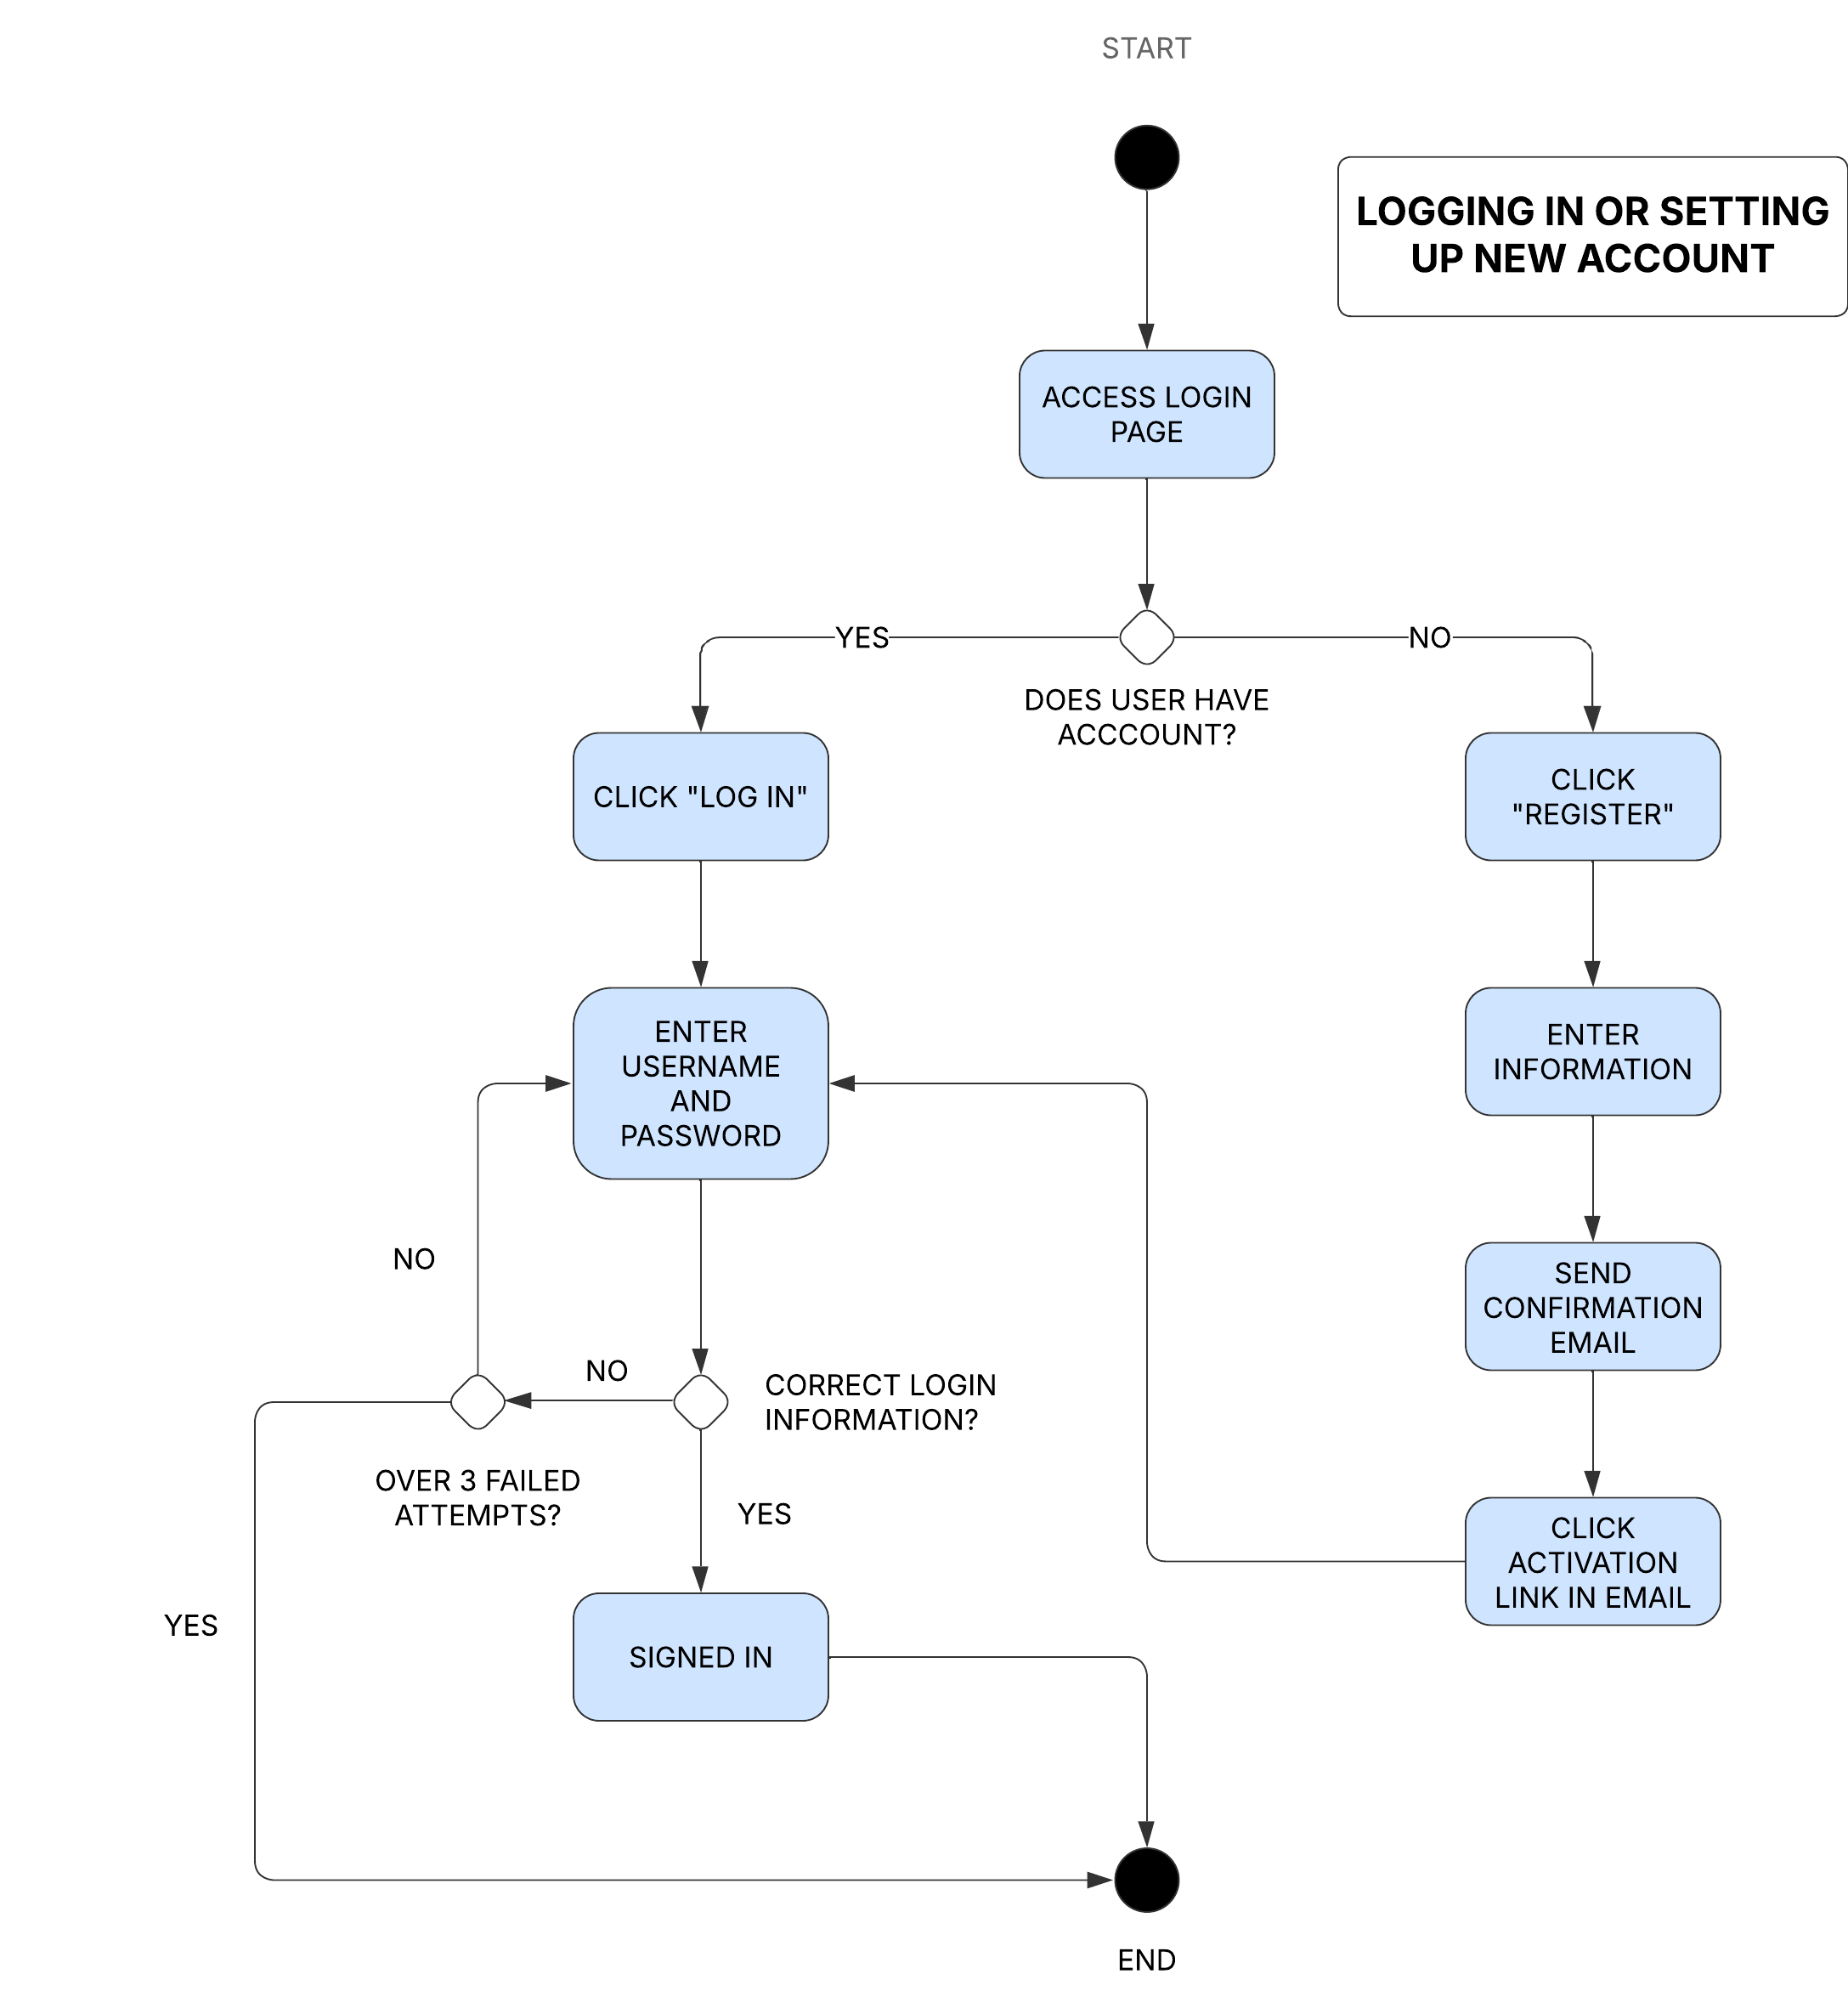 START
LOGGING IN OR SETTING
UP NEW ACCOUNT
ACCESS LOGIN
PAGE
YES
NO
DOES USER HAVE
ACCCOUNT?
CLICK "LOG IN"
CLICK
"REGISTER"
ENTER
USERNAME
AND
PASSWORD
ENTER
INFORMATION
NO
SEND
CONFIRMATION
EMAIL
NO
CORRECT LOGIN
INFORMATION?
OVER 3 FAILED
ATTEMPTS?
YES
CLICK
ACTIVATION
LINK IN EMAIL
YES
SIGNED IN
END